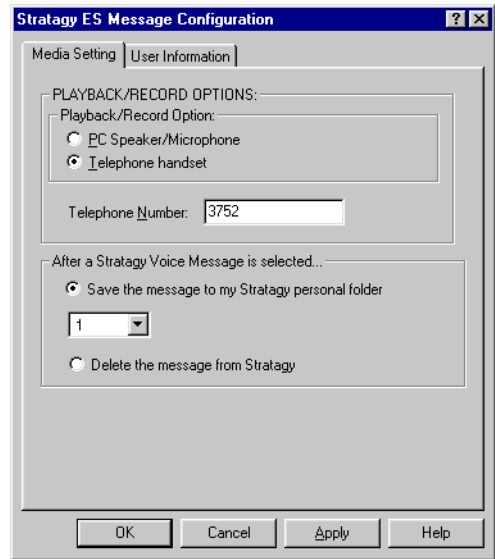 Stratagy ES Message Configuration
Media Setting User Information
PLAYBACK/RECORD OPTIONS:
Playback/Record Option:
PC Speaker/Microphone
Telephone handset
Telephone Number: 3752
After a Stratagy Voice Message is selected...
Save the message to my Stratagy personal folder
1
Delete the message from Stratagy
OK Cancel Apply Help